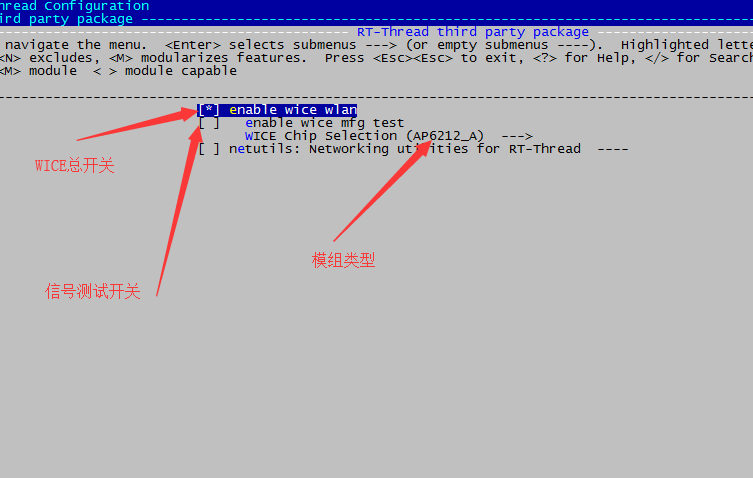 hread Configuration
ird party package
RT-Thread third party package
navigate the menu. <Enter> selects submenus ---> (or empty submenus ----). Highlighted lette
<N> excludes, <M> modularizes features. Press <Esc><Esc> to exit, <?> for Help, </> for Search
<M> module < > module capable
[*] enable wice wlan
[ ] enable wice mfg test
WICE Chip Selection (AP6212_A) --->
[ ] netutils: Networking utilities for RT-Thread ----
WICE总开关
模组类型
信号测试开关